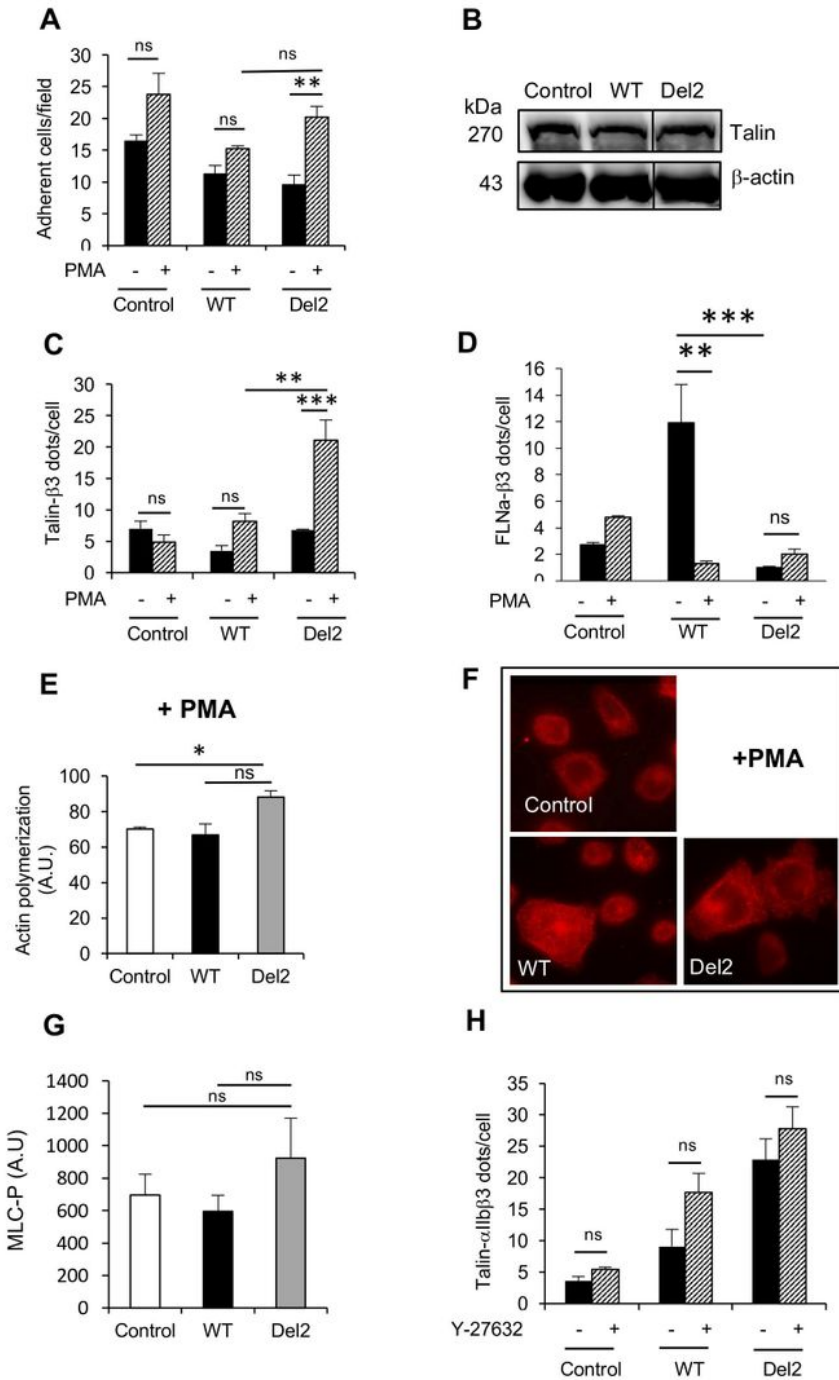 A
ns
ns
**
ns
Adherent cells/field
30
25
20
15
10
5
0
PMA - + - + - +
Control WT Del2
B
Control WT Del2
kDa
270 Talin
43 β-actin
C
**
***
ns
ns
Talin-β3 dots/cell
30
25
20
15
10
5
0
PMA - + - + - +
Control WT Del2
D
***
**
ns
FLNa-β3 dots/cell
16
14
12
10
8
6
4
2
0
PMA - + - + - +
Control WT Del2
E
+ PMA
*
ns
Actin polymerization
(A.U.)
100
80
60
40
20
0
Control WT Del2
F
+PMA
Control
WT
Del2
G
ns
ns
MLC-P (A.U)
1400
1200
1000
800
600
400
200
0
Control WT Del2
H
ns
ns
ns
Talin-αIIbβ3 dots/cell
35
30
25
20
15
10
5
0
Y-27632 - + - + - +
Control WT Del2